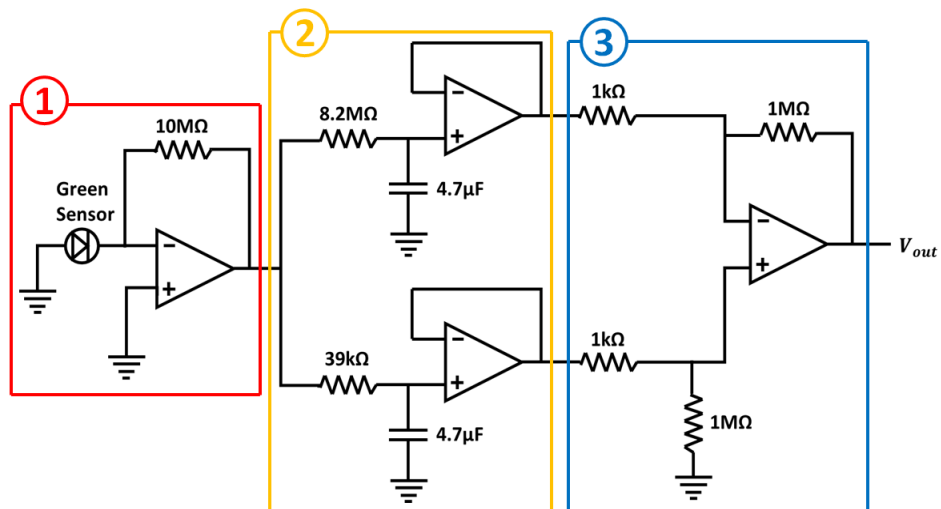 1
2
3
10MΩ
Green
Sensor
−
+
8.2MΩ
−
+
4.7µF
39kΩ
−
+
4.7µF
1kΩ
1MΩ
−
+
V_out
1kΩ
1MΩ